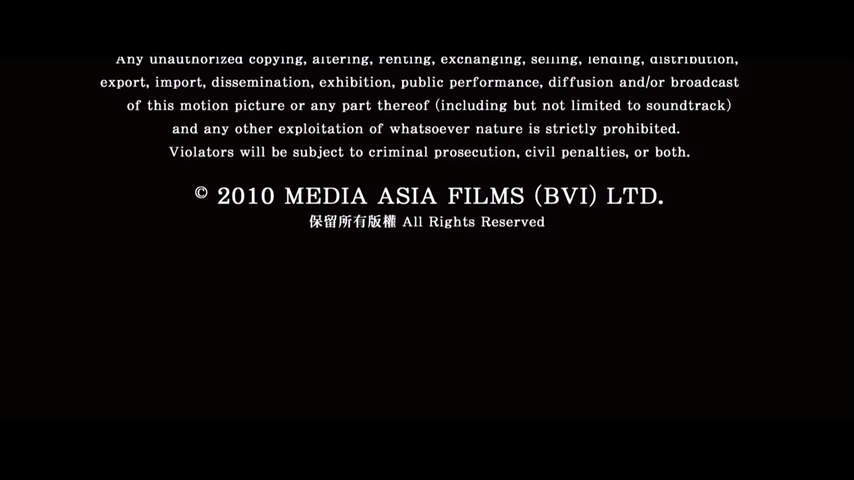 Any unauthorized copying, altering, renting, exchanging, selling, lending, distribution,
export, import, dissemination, exhibition, public performance, diffusion and/or broadcast
of this motion picture or any part thereof (including but not limited to soundtrack)
and any other exploitation of whatsoever nature is strictly prohibited.
Violators will be subject to criminal prosecution, civil penalties, or both.
© 2010 MEDIA ASIA FILMS (BVI) LTD.
保留所有版權 All Rights Reserved